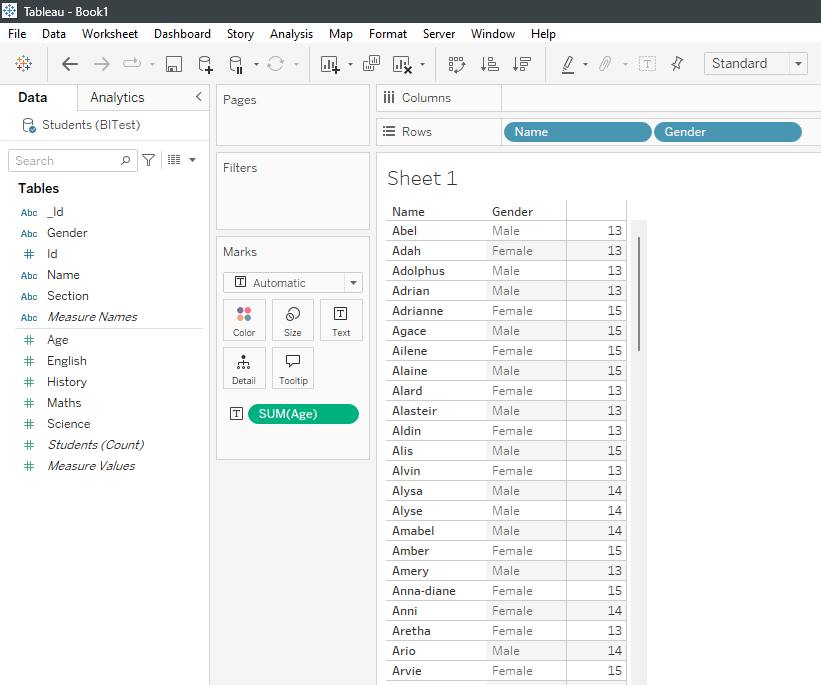 Tableau - Book1
File Data Worksheet Dashboard Story Analysis Map Format Server Window Help
Standard
Data Analytics
Students (BITest)
Search
Tables
Abc _Id
Abc Gender
# Id
Abc Name
Abc Section
Abc Measure Names
# Age
# English
# History
# Maths
# Science
# Students (Count)
# Measure Values
Pages
Filters
Marks
T Automatic
Color Size Text
Detail Tooltip
T SUM(Age)
Columns
Rows Name Gender
Sheet 1
Name Gender
Abel Male 13
Adah Female 13
Adolphus Male 13
Adrian Male 13
Adrianne Female 15
Agace Male 15
Ailene Female 15
Alaine Male 15
Alard Female 13
Alasteir Male 13
Aldin Female 13
Alis Male 15
Alvin Female 13
Alysa Male 14
Alyse Male 14
Amabel Male 14
Amber Female 15
Amery Male 13
Anna-diane Female 15
Anni Female 14
Aretha Female 13
Ario Male 14
Arvie Female 15